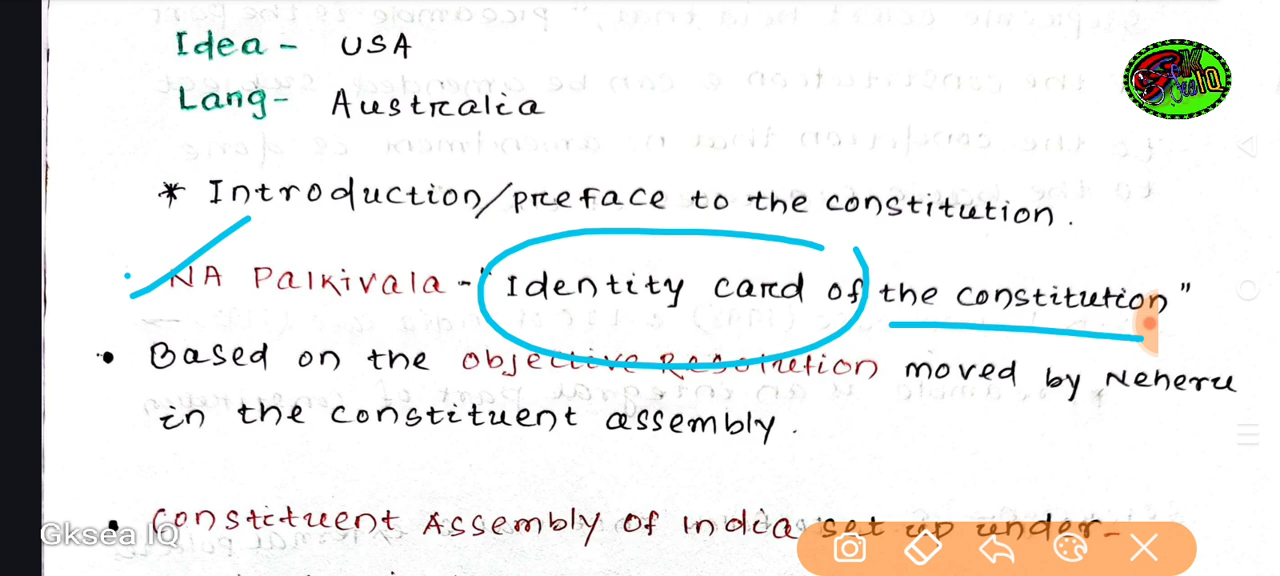 Idea - USA
Lang - Australia
* Introduction/preface to the constitution.
NA Palkivala - "Identity card of the constitution"
• Based on the objective Resolution moved by Neheru
in the constituent assembly.
• Constituent Assembly of India set up under-
Gksea IQ